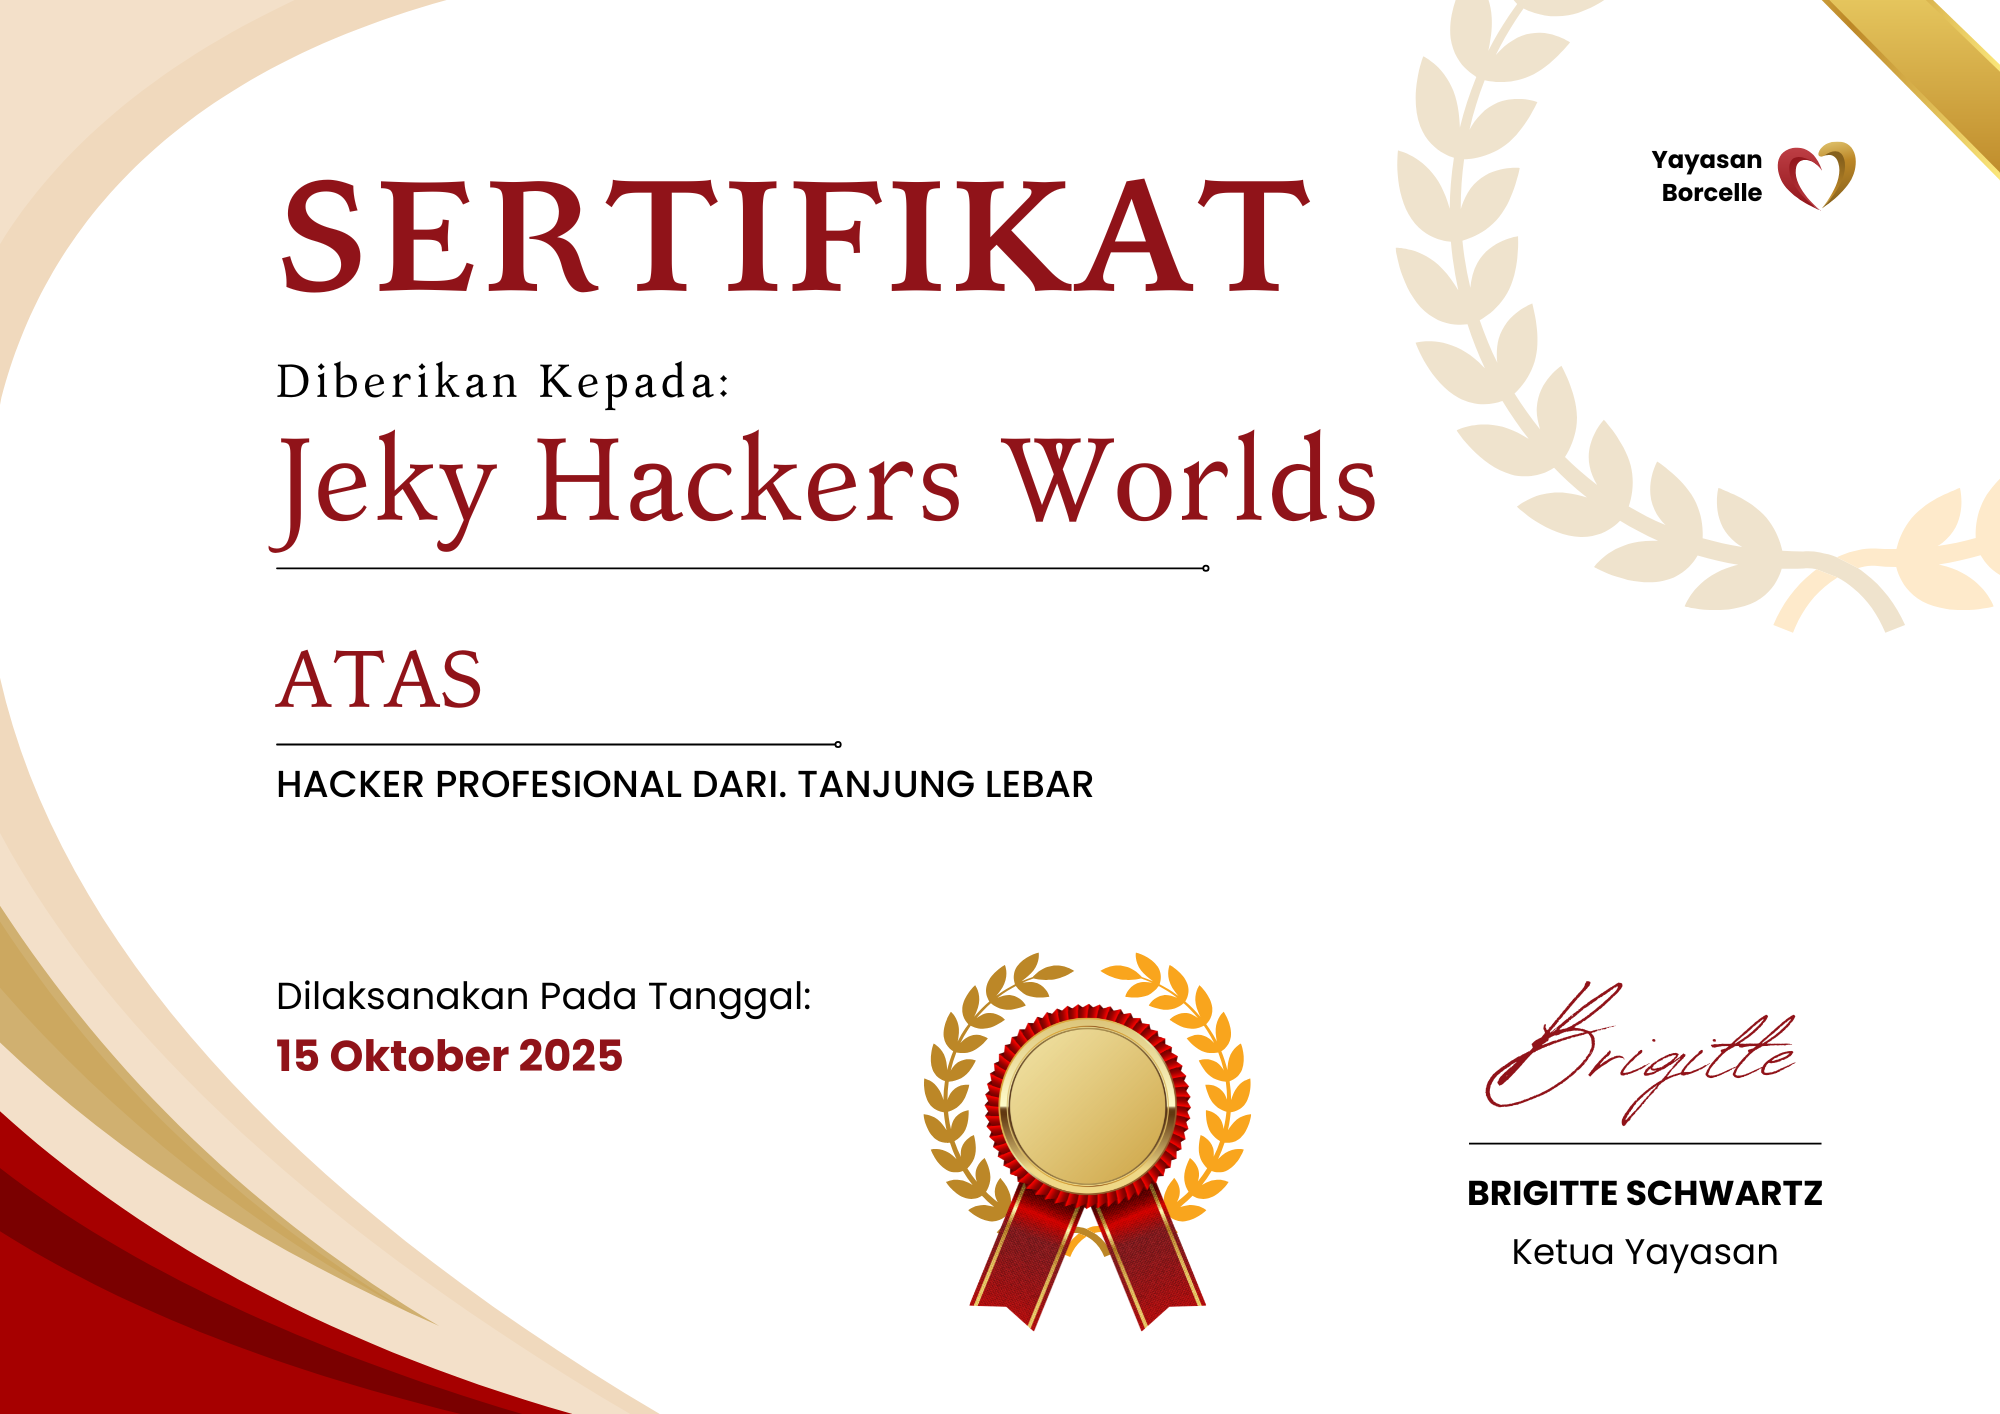 Yayasan
Borcelle
SERTIFIKAT
Diberikan Kepada:
Jeky Hackers Worlds
ATAS
HACKER PROFESIONAL DARI. TANJUNG LEBAR
Dilaksanakan Pada Tanggal:
15 Oktober 2025
Brigitte
BRIGITTE SCHWARTZ
Ketua Yayasan